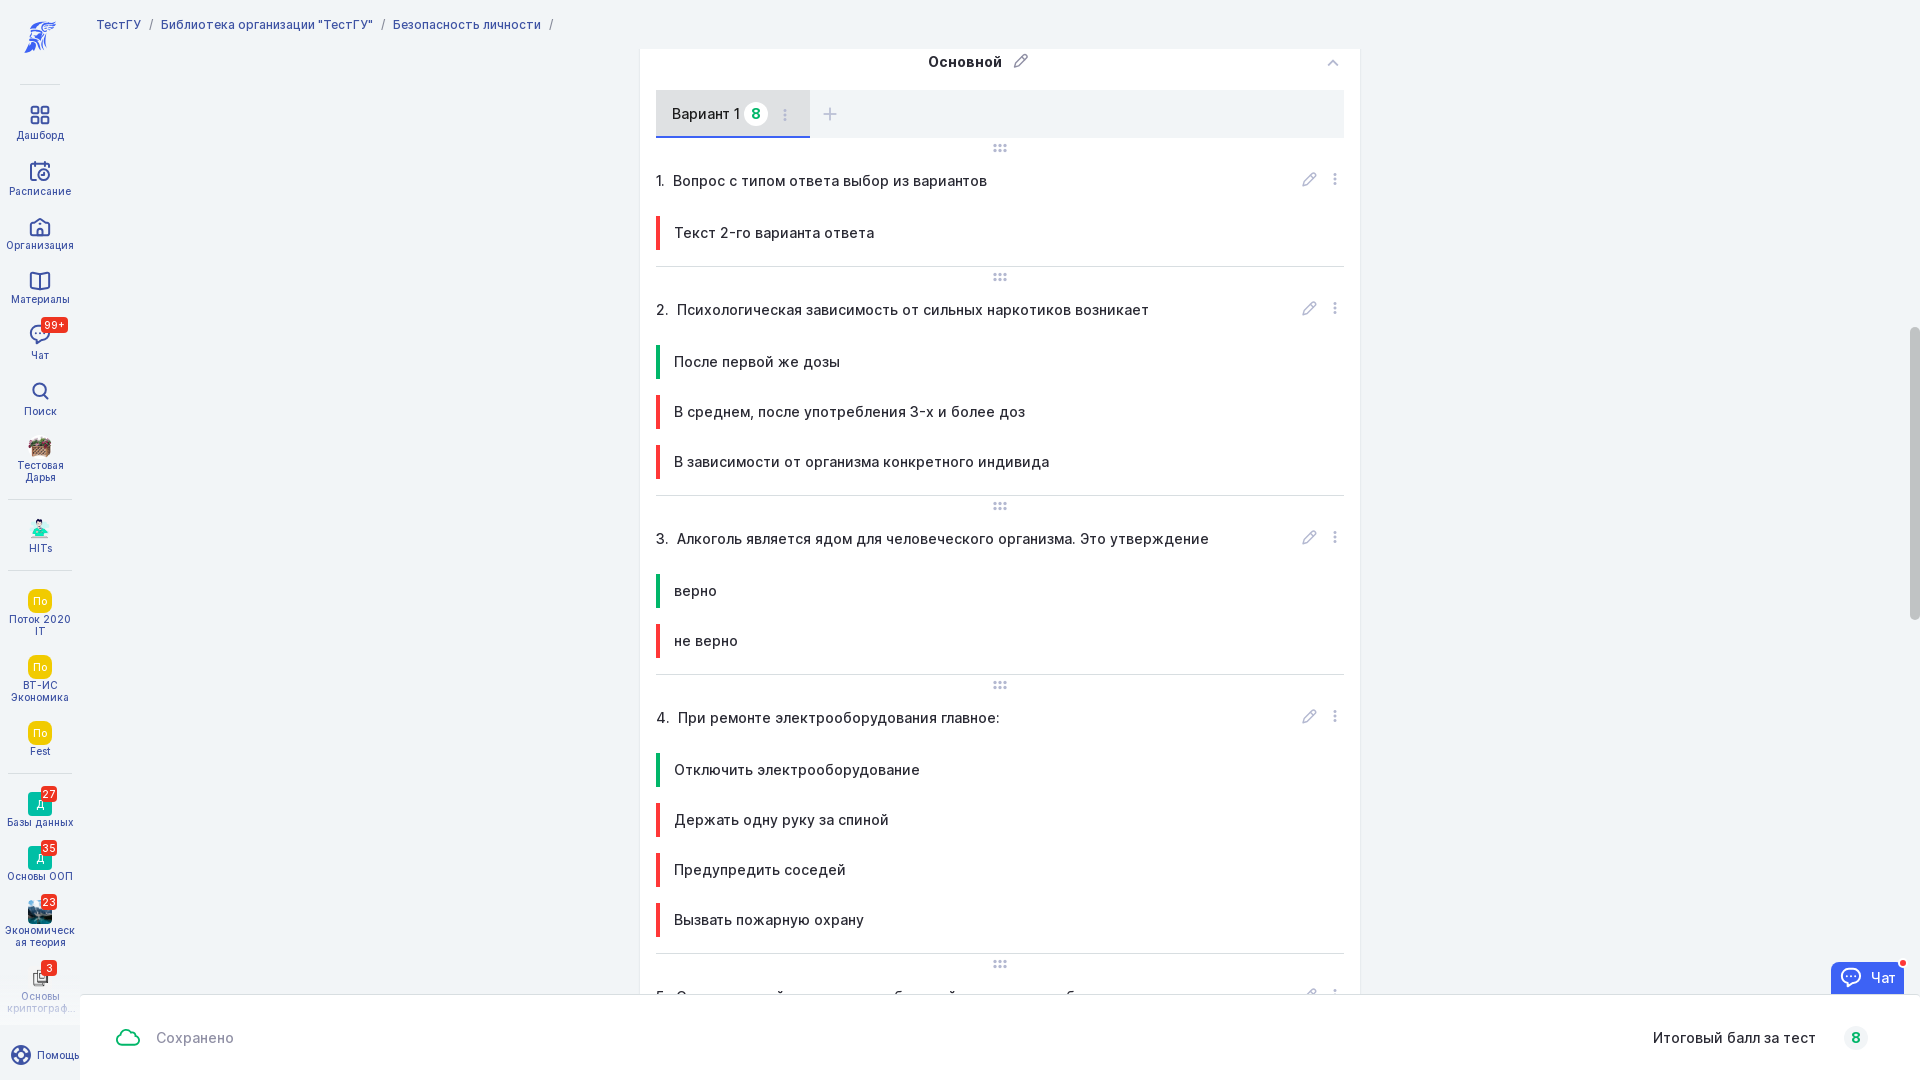 ТестГУ / Библиотека организации "ТестГУ" / Безопасность личности /
Дашборд
Расписание
Организация
Материалы
99+
Чат
Поиск
Тестовая
Дарья
HITs
По
Поток 2020
IT
По
ВТ-ИС
Экономика
По
Fest
27
Д
Базы данных
35
Д
Основы ООП
23
Экономическ
ая теория
3
Основы
криптограф...
Помощь
Основной
Вариант 1 8
1. Вопрос с типом ответа выбор из вариантов
Текст 2-го варианта ответа
2. Психологическая зависимость от сильных наркотиков возникает
После первой же дозы
В среднем, после употребления 3-х и более доз
В зависимости от организма конкретного индивида
3. Алкоголь является ядом для человеческого организма. Это утверждение
верно
не верно
4. При ремонте электрооборудования главное:
Отключить электрооборудование
Держать одну руку за спиной
Предупредить соседей
Вызвать пожарную охрану
Чат
Сохранено
Итоговый балл за тест 8